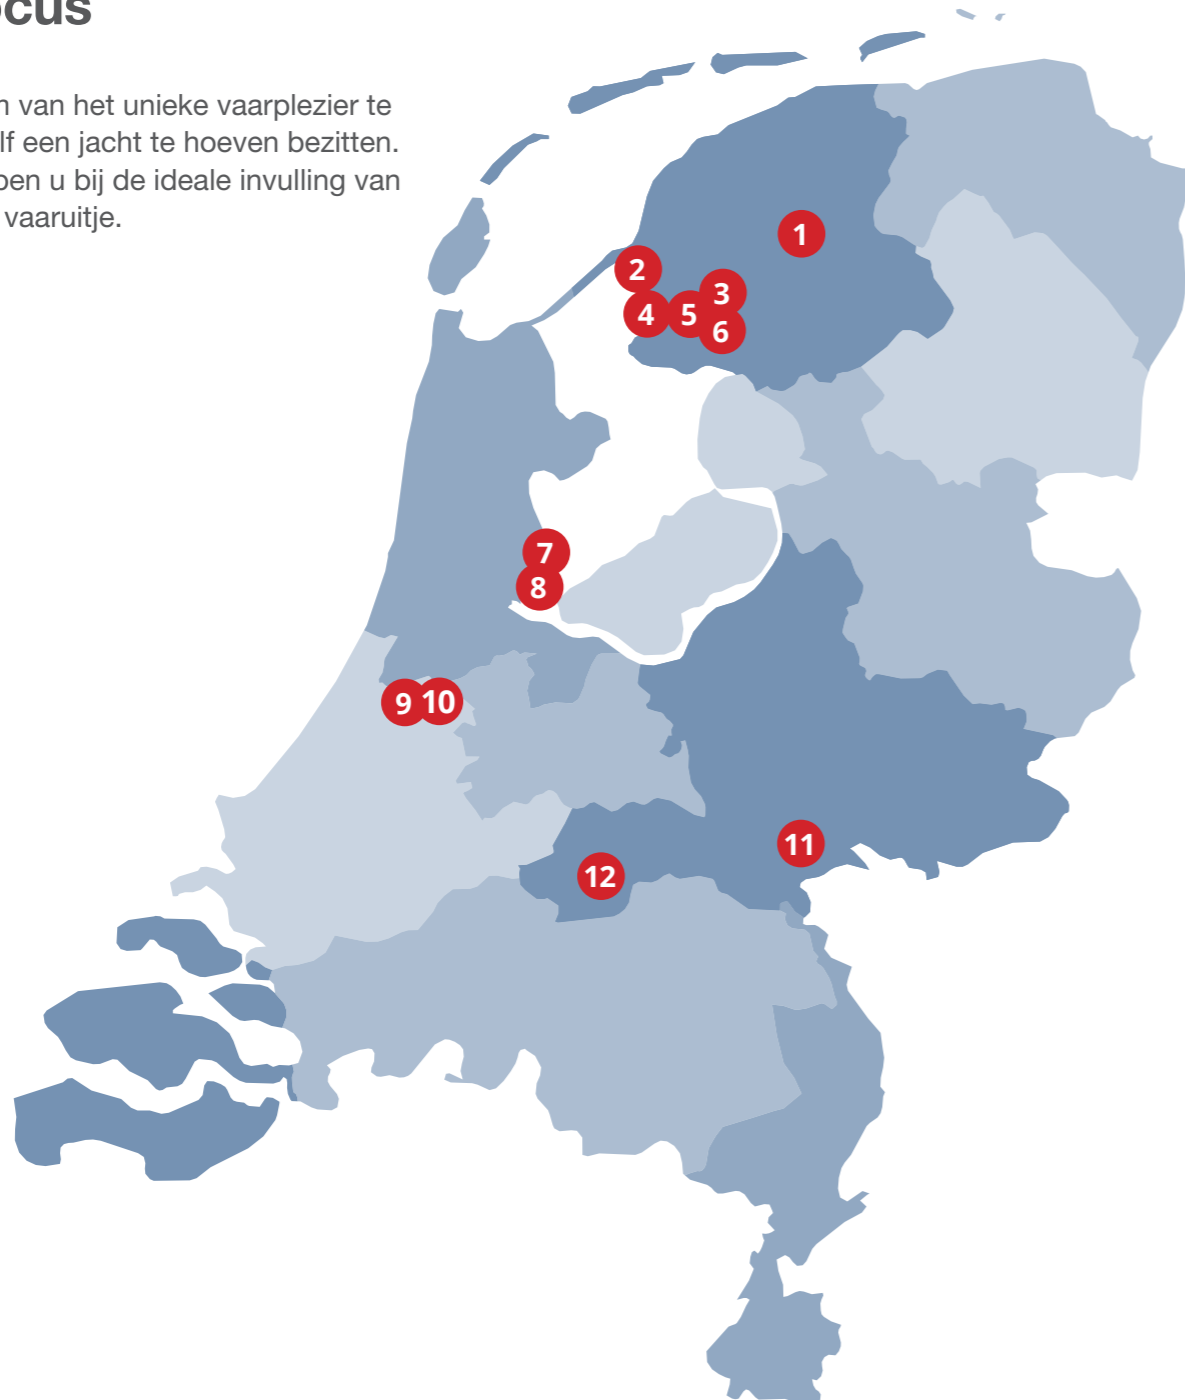 ocus
n van het unieke vaarplezier te
lf een jacht te hoeven bezitten.
pen u bij de ideale invulling van
vaaruitje.
1
2
3
4
5
6
7
8
9
10
11
12